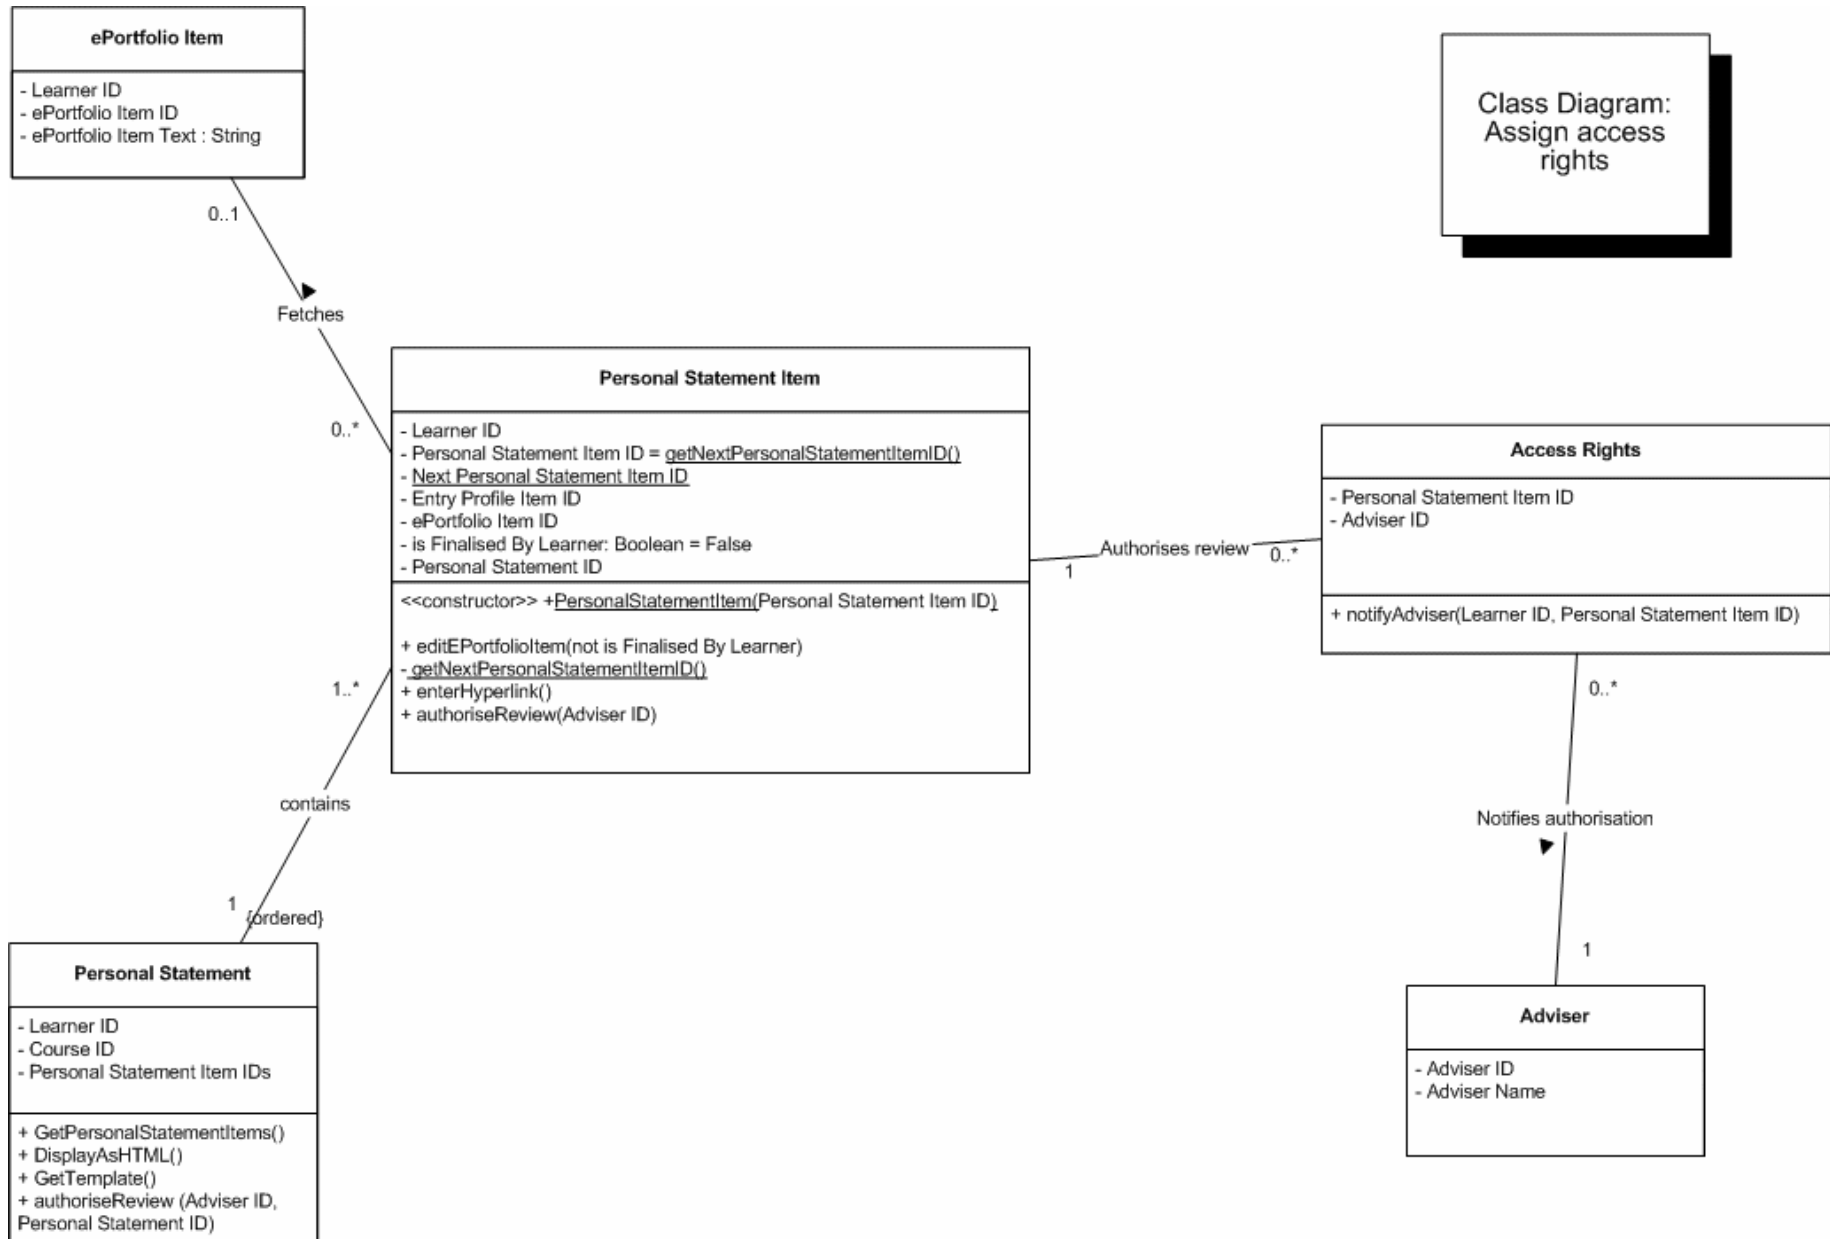 ePortfolio Item
- Learner ID
- ePortfolio Item ID
- ePortfolio Item Text : String
Class Diagram:
Assign access
rights
0..1
Fetches
0..*
Personal Statement Item
- Learner ID
- Personal Statement Item ID = getNextPersonalStatementItemID()
- Next Personal Statement Item ID
- Entry Profile Item ID
- ePortfolio Item ID
- is Finalised By Learner: Boolean = False
- Personal Statement ID
<<constructor>> +PersonalStatementItem(Personal Statement Item ID)
+ editEPortfolioItem(not is Finalised By Learner)
- getNextPersonalStatementItemID()
+ enterHyperlink()
+ authoriseReview(Adviser ID)
1
Authorises review
0..*
Access Rights
- Personal Statement Item ID
- Adviser ID
+ notifyAdviser(Learner ID, Personal Statement Item ID)
0..*
Notifies authorisation
1
Adviser
- Adviser ID
- Adviser Name
1..*
contains
1
{ordered}
Personal Statement
- Learner ID
- Course ID
- Personal Statement Item IDs
+ GetPersonalStatementItems()
+ DisplayAsHTML()
+ GetTemplate()
+ authoriseReview (Adviser ID,
Personal Statement ID)